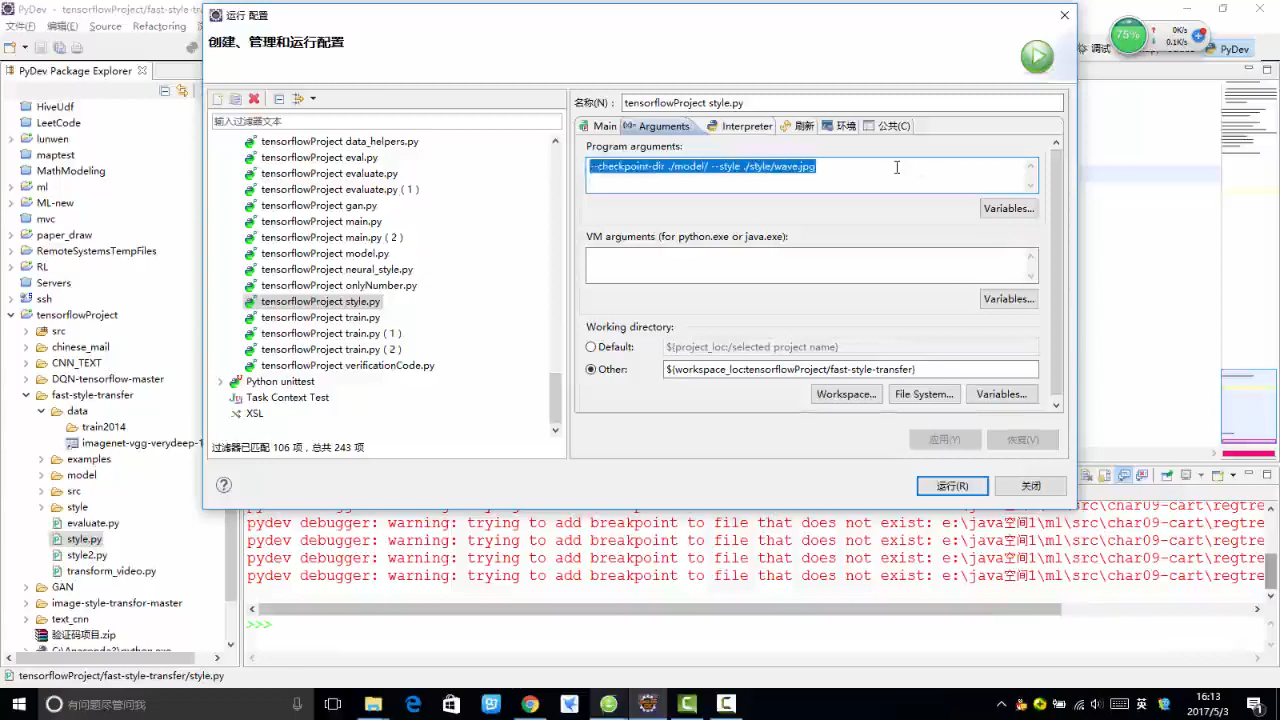 PyDev - tensorflowProject/fast-style-transfer/
运行 配置
文件(F) 编辑(E) Source Refactoring
创建、管理和运行配置
75%
0K/s
0.1K/s
调试
PyDev
PyDev Package Explorer
HiveUdf
LeetCode
lunwen
maptest
MathModeling
ml
ML-new
mvc
paper_draw
RemoteSystemsTempFiles
RL
Servers
ssh
tensorflowProject
src
chinese_mail
CNN_TEXT
DQN-tensorflow-master
fast-style-transfer
data
train2014
imagenet-vgg-verydeep-1
examples
model
src
style
evaluate.py
style.py
style2.py
transform_video.py
GAN
image-style-transfor-master
text_cnn
验证码项目.zip
输入过滤器文本
tensorflowProject data_helpers.py
tensorflowProject eval.py
tensorflowProject evaluate.py
tensorflowProject evaluate.py ( 1 )
tensorflowProject gan.py
tensorflowProject main.py
tensorflowProject main.py ( 2 )
tensorflowProject model.py
tensorflowProject neural_style.py
tensorflowProject onlyNumber.py
tensorflowProject style.py
tensorflowProject train.py
tensorflowProject train.py ( 1 )
tensorflowProject train.py ( 2 )
tensorflowProject verificationCode.py
Python unittest
Task Context Test
XSL
过滤器已匹配 106 项，总共 243 项
名称(N)： tensorflowProject style.py
Main Arguments Interpreter 刷新 环境 公共(C)
Program arguments:
--checkpoint-dir ./model/ --style ./style/wave.jpg
Variables...
VM arguments (for python.exe or java.exe):
Variables...
Working directory:
Default: ${project_loc:/selected project name}
Other: ${workspace_loc:tensorflowProject/fast-style-transfer}
Workspace... File System... Variables...
应用(Y) 恢复(V)
运行(R) 关闭
pydev debugger: warning: trying to add breakpoint to file that does not exist: e:\java空间1\ml\src\char09-cart\regtre
pydev debugger: warning: trying to add breakpoint to file that does not exist: e:\java空间1\ml\src\char09-cart\regtre
pydev debugger: warning: trying to add breakpoint to file that does not exist: e:\java空间1\ml\src\char09-cart\regtre
pydev debugger: warning: trying to add breakpoint to file that does not exist: e:\java空间1\ml\src\char09-cart\regtre
>>>
tensorflowProject/fast-style-transfer/style.py
有问题尽管问我
英
16:13
2017/5/3